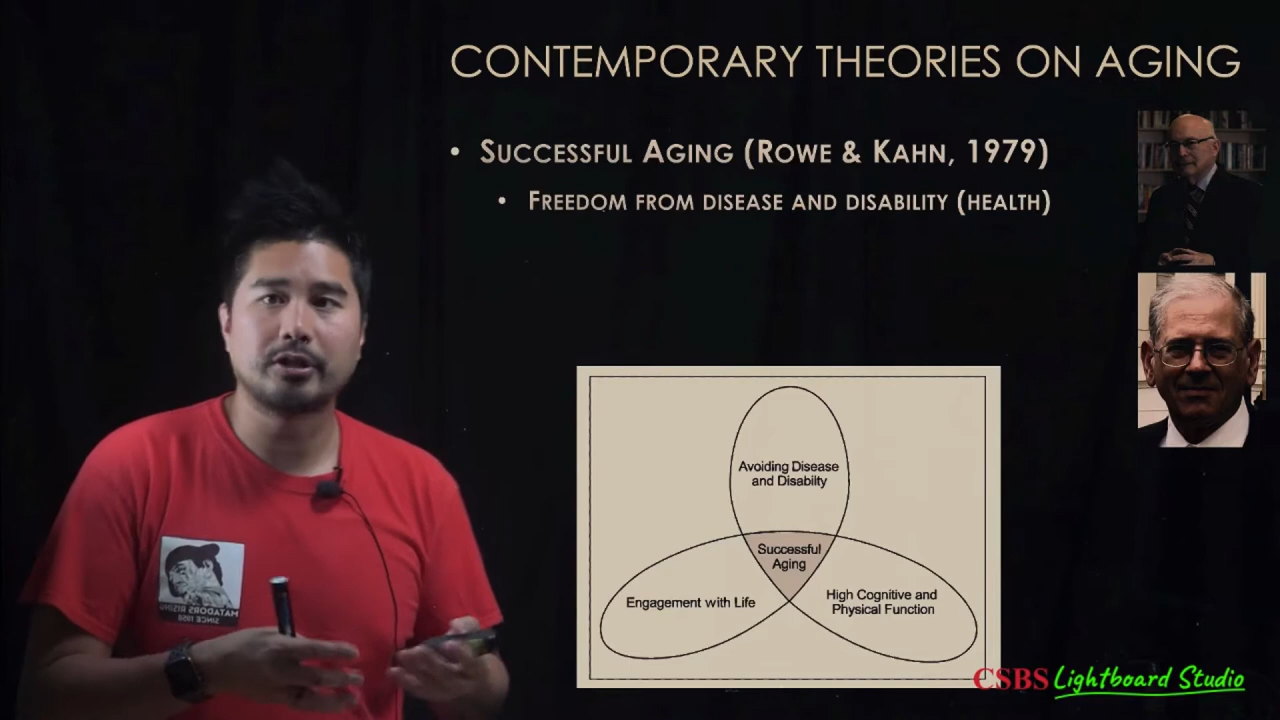 CONTEMPORARY THEORIES ON AGING
• SUCCESSFUL AGING (ROWE & KAHN, 1979)
• FREEDOM FROM DISEASE AND DISABILITY (HEALTH)
Avoiding Disease
and Disabilty
Successful
Aging
Engagement with Life
High Cognitive and
Physical Function
MATADORS RISING
SINCE 1958
CSBS Lightboard Studio